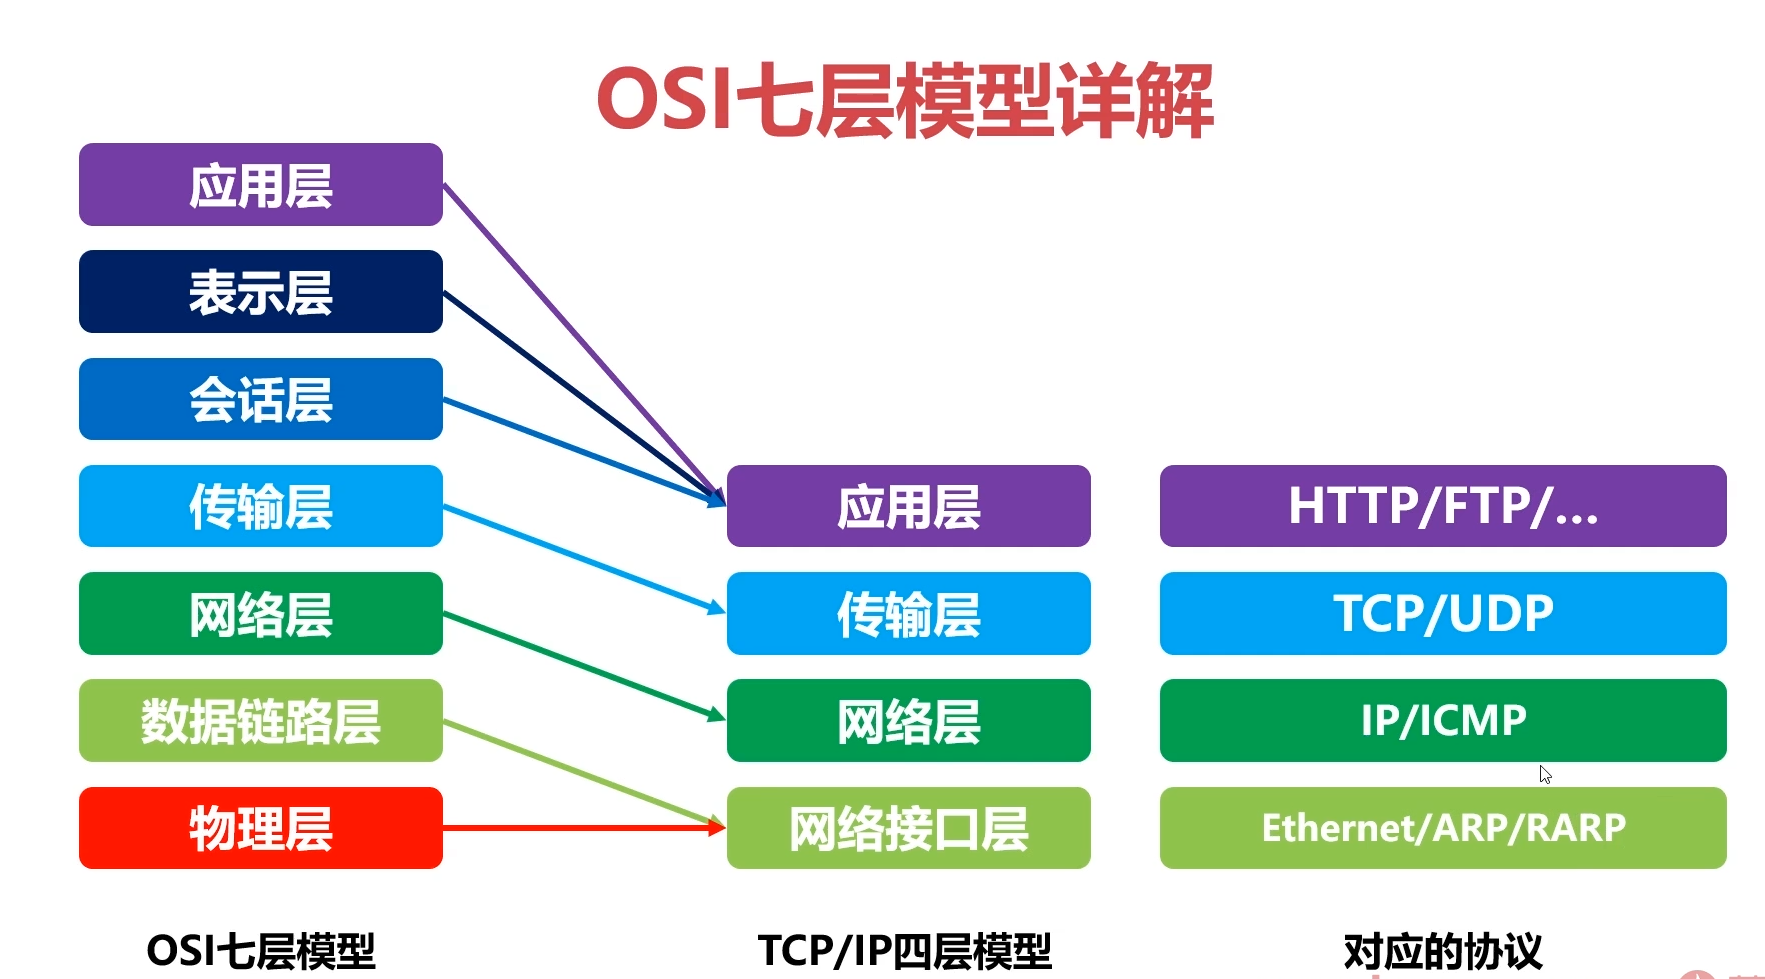 OSI七层模型详解
应用层
表示层
会话层
传输层
网络层
数据链路层
物理层
OSI七层模型
应用层
传输层
网络层
网络接口层
TCP/IP四层模型
HTTP/FTP/...
TCP/UDP
IP/ICMP
Ethernet/ARP/RARP
对应的协议